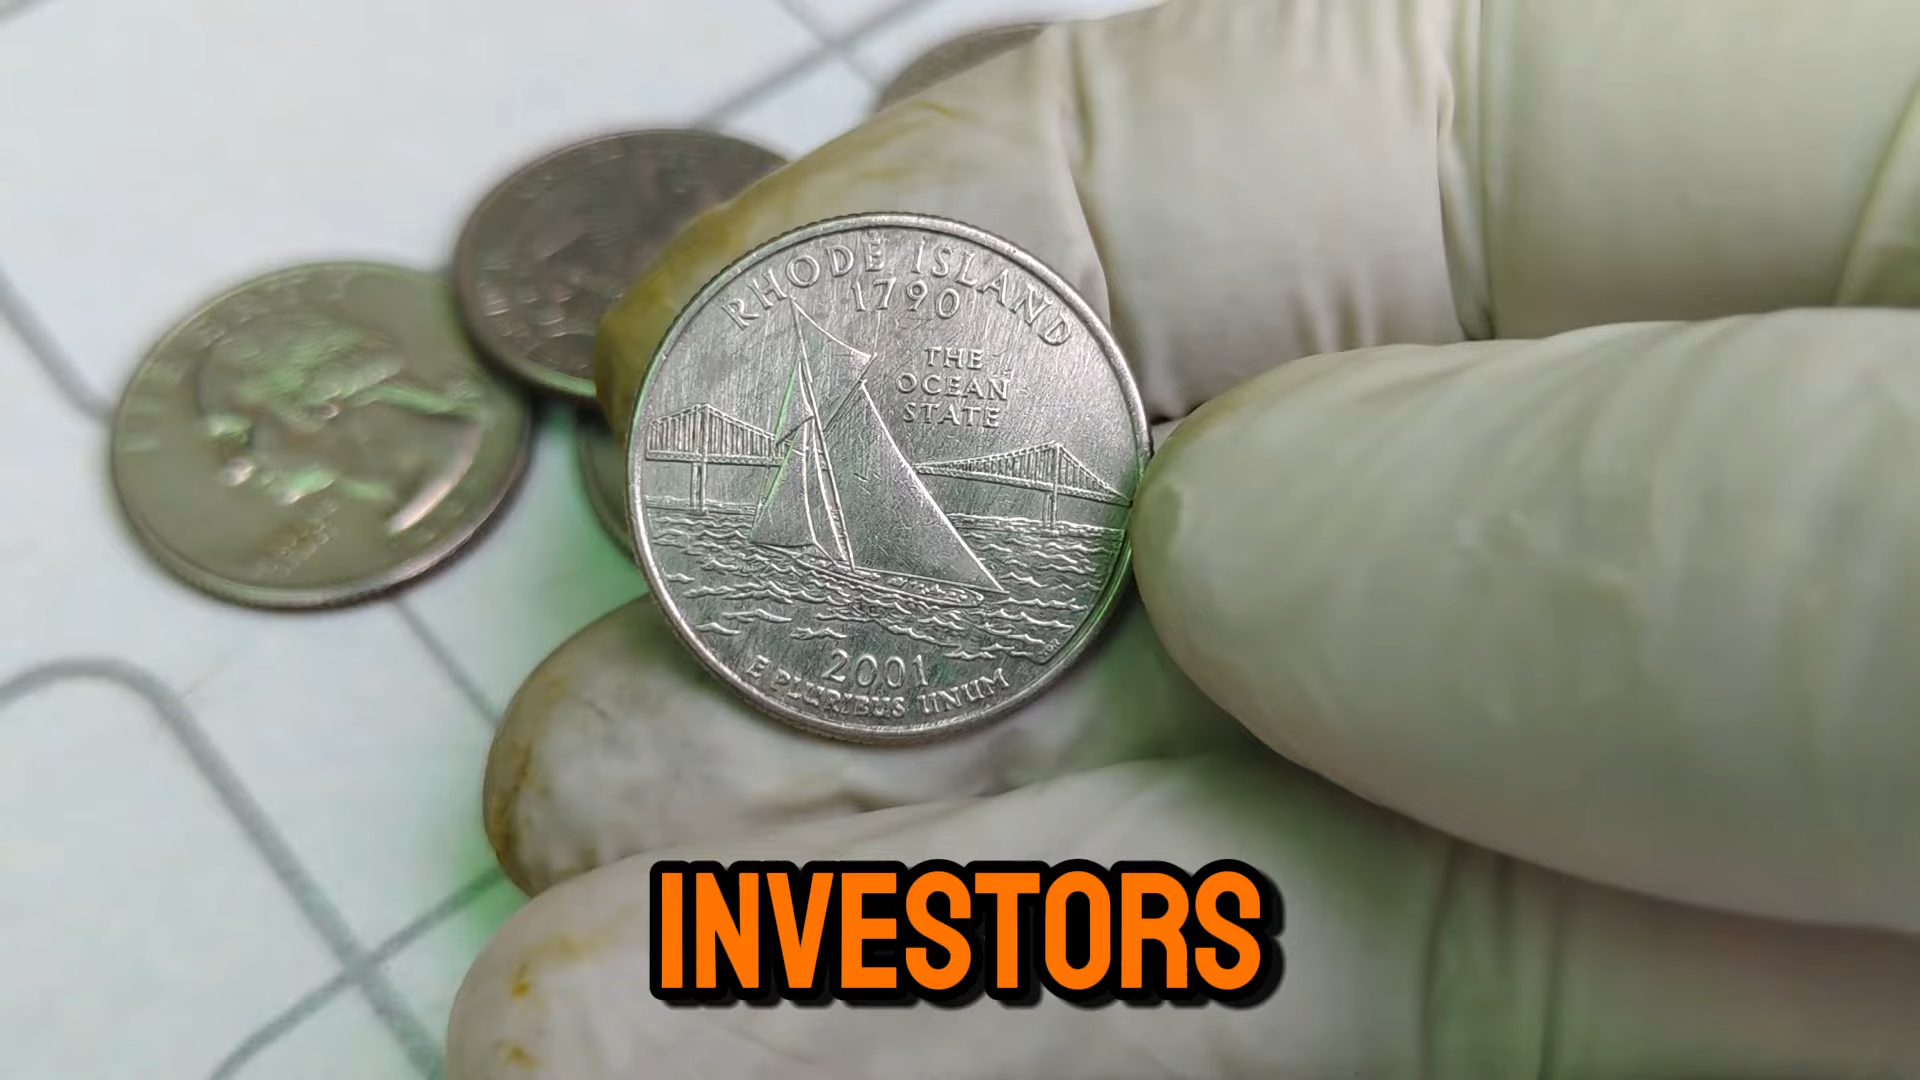 RHODE ISLAND
1790
THE
OCEAN
STATE
2001
E PLURIBUS UNUM
INVESTORS